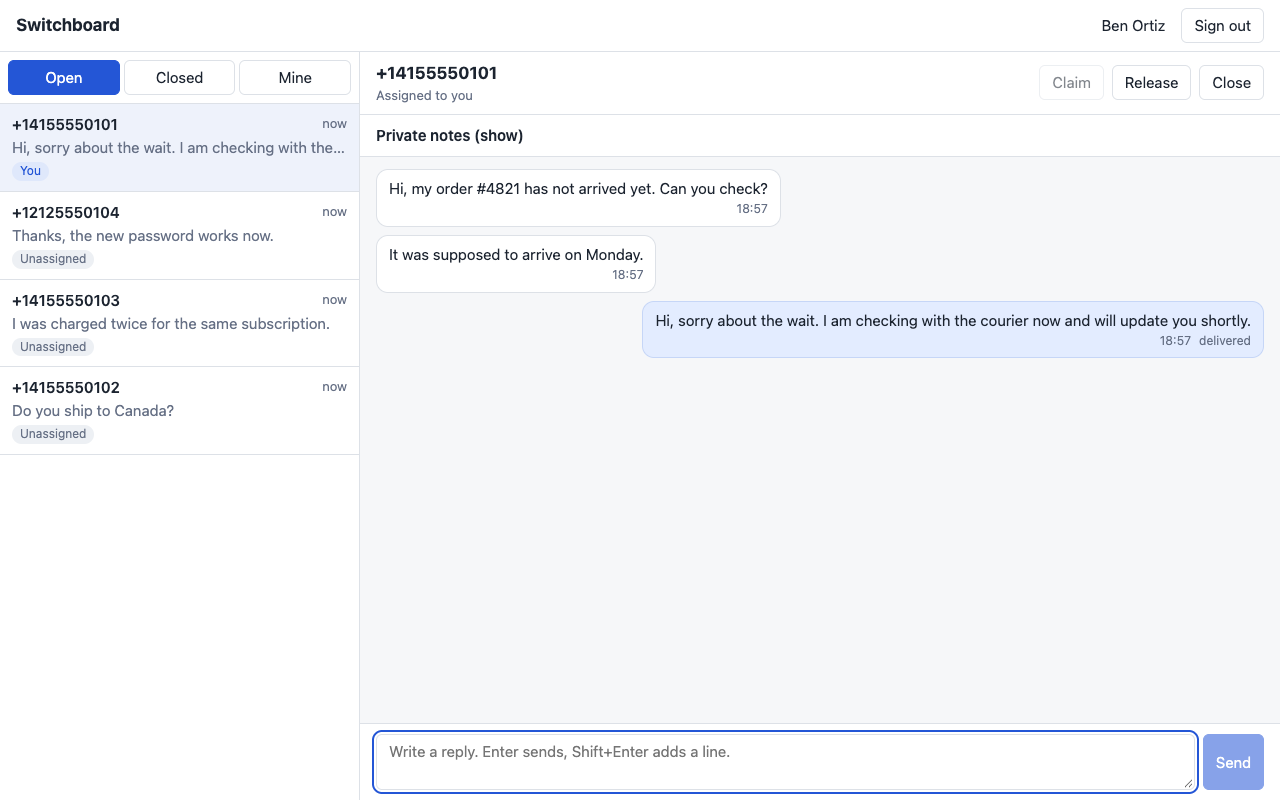 Switchboard
Ben Ortiz
Sign out
Open
Closed
Mine
+14155550101
now
Hi, sorry about the wait. I am checking with the...
You
+12125550104
now
Thanks, the new password works now.
Unassigned
+14155550103
now
I was charged twice for the same subscription.
Unassigned
+14155550102
now
Do you ship to Canada?
Unassigned
+14155550101
Assigned to you
Claim
Release
Close
Private notes (show)
Hi, my order #4821 has not arrived yet. Can you check?
18:57
It was supposed to arrive on Monday.
18:57
Hi, sorry about the wait. I am checking with the courier now and will update you shortly.
18:57 delivered
Write a reply. Enter sends, Shift+Enter adds a line.
Send